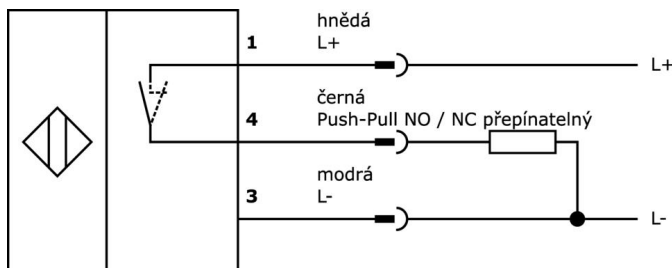 hnědá
1 L+ L+
černá
4 Push-Pull NO / NC přepínatelný
modrá
3 L- L-